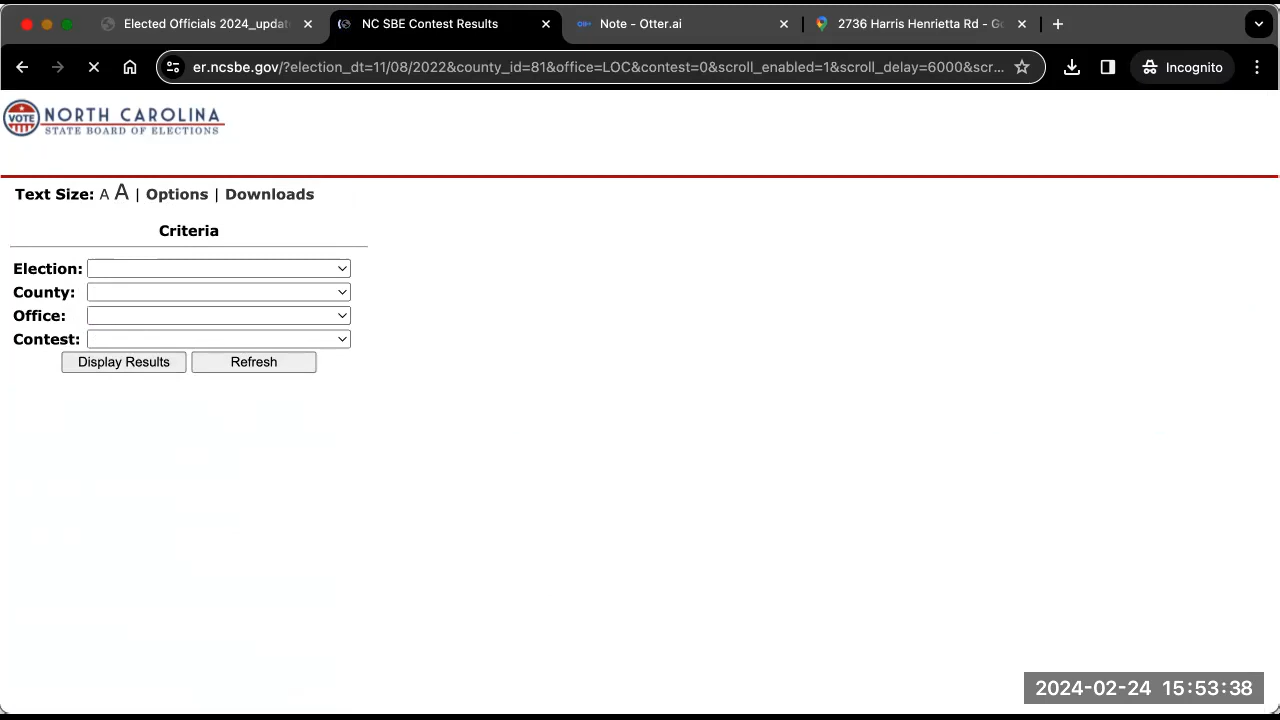 Elected Officials 2024_updat
NC SBE Contest Results
Note - Otter.ai
2736 Harris Henrietta Rd - Go
er.ncsbe.gov/?election_dt=11/08/2022&county_id=81&office=LOC&contest=0&scroll_enabled=1&scroll_delay=6000&scr...
Incognito
VOTE
NORTH CAROLINA
STATE BOARD OF ELECTIONS
Text Size: A A | Options | Downloads
Criteria
Election:
County:
Office:
Contest:
Display Results
Refresh
2024-02-24 15:53:38